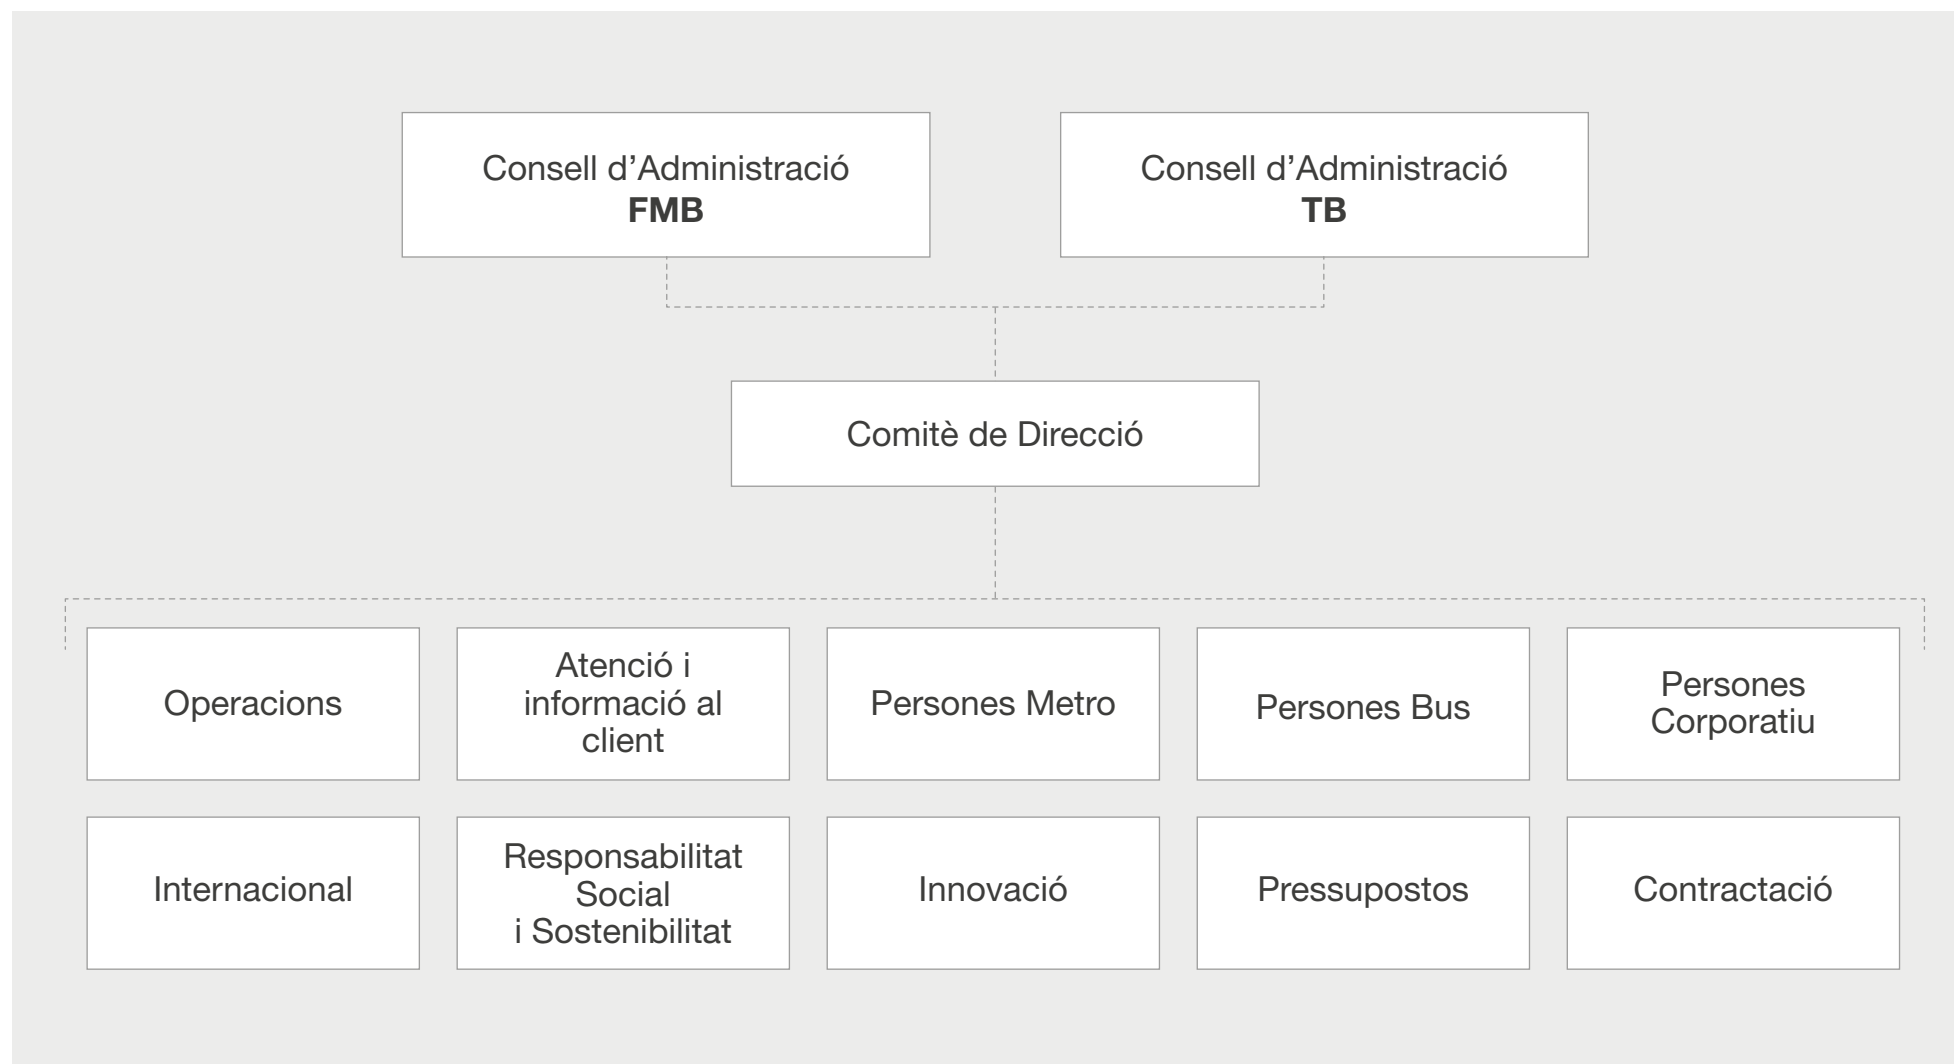 Consell d’Administració
FMB
Consell d’Administració
TB
Comitè de Direcció
Operacions
Atenció i
informació al
client
Persones Metro
Persones Bus
Persones
Corporatiu
Internacional
Responsabilitat
Social
i Sostenibilitat
Innovació
Pressupostos
Contractació